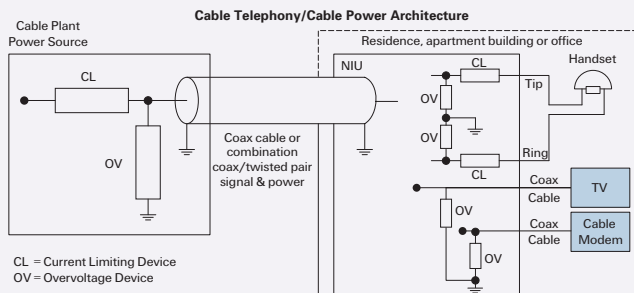 Cable Telephony/Cable Power Architecture
Cable Plant
Power Source
Residence, apartment building or office
NIU
Handset
CL
CL
Tip
OV
OV
OV
Ring
CL
Coax cable or
combination
coax/twisted pair
signal & power
Coax
Cable
TV
OV
Coax
Cable
Cable
Modem
OV
CL = Current Limiting Device
OV = Overvoltage Device